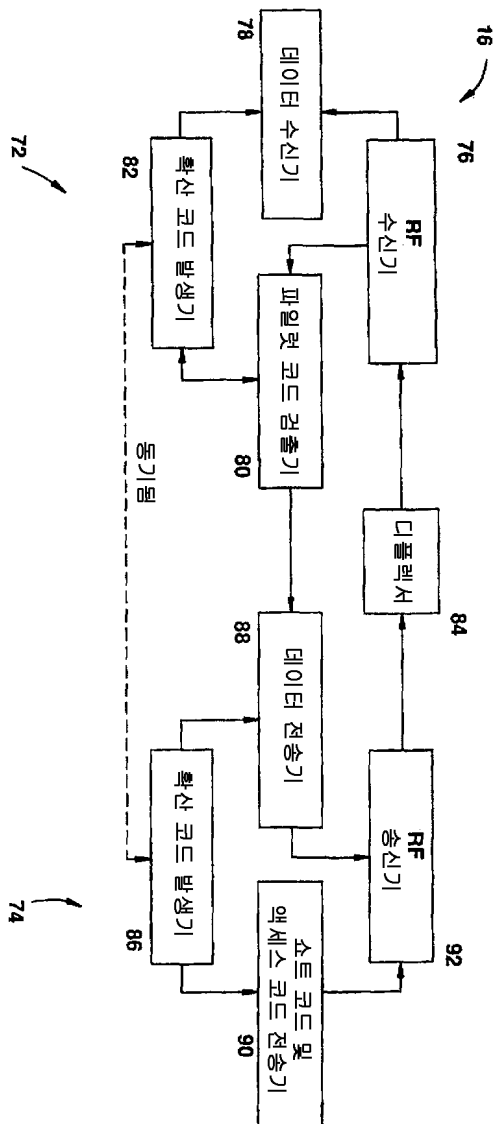 16
76
RF
수신기
디플렉서
84
RF
송신기
92
78
데이터 수신기
파일럿 코드 검출기
80
88
데이터 전송기
쇼트 코드 및
액세스 코드 전송기
90
82
확산 코드 발생기
확산 코드 발생기
86
동기됨
72
74